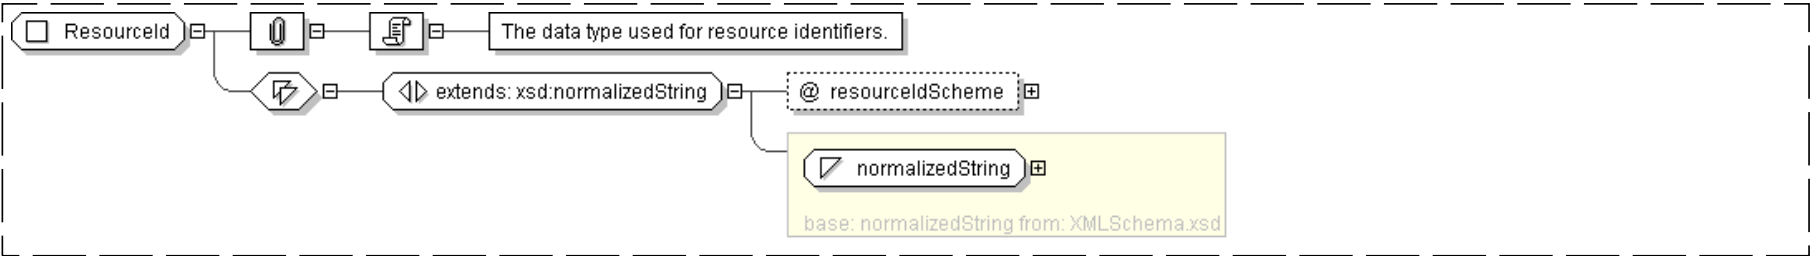 ResourceId
The data type used for resource identifiers.
extends: xsd:normalizedString
@ resourceIdScheme
normalizedString
base: normalizedString from: XMLSchema.xsd